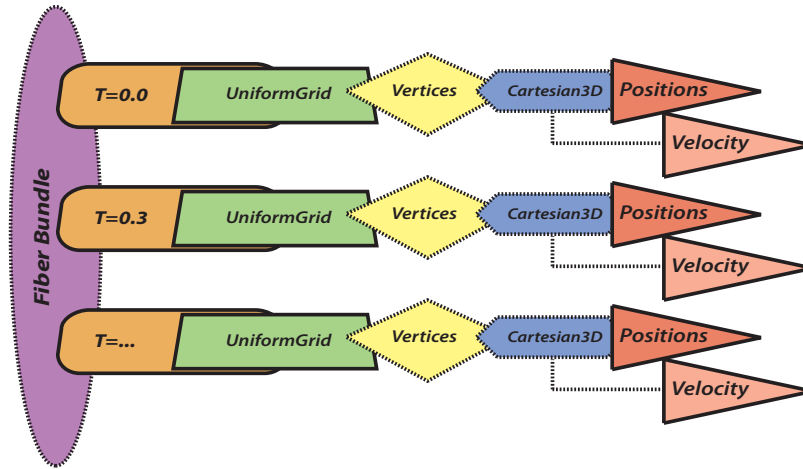 Fiber Bundle
T=0.0
UniformGrid
Vertices
Cartesian3D
Positions
Velocity
T=0.3
UniformGrid
Vertices
Cartesian3D
Positions
Velocity
T=...
UniformGrid
Vertices
Cartesian3D
Positions
Velocity